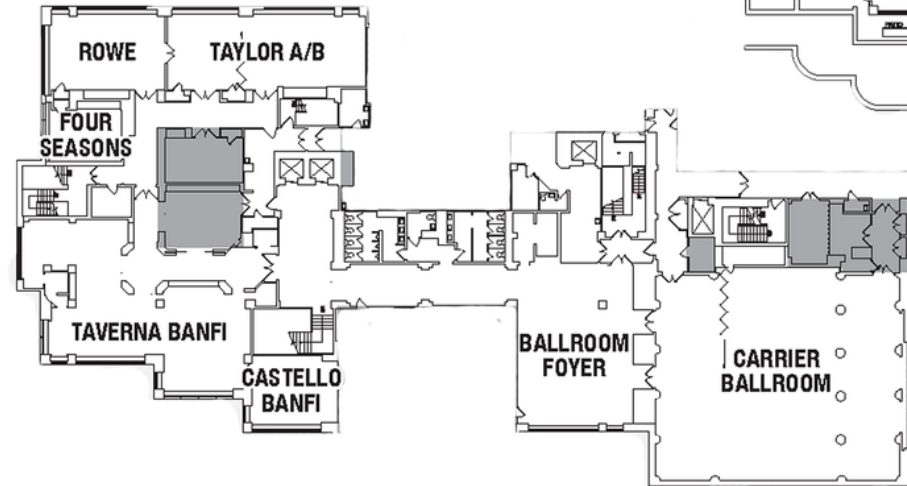 ROWE
TAYLOR A/B
FOUR
SEASONS
TAVERNA BANFI
CASTELLO
BANFI
BALLROOM
FOYER
CARRIER
BALLROOM